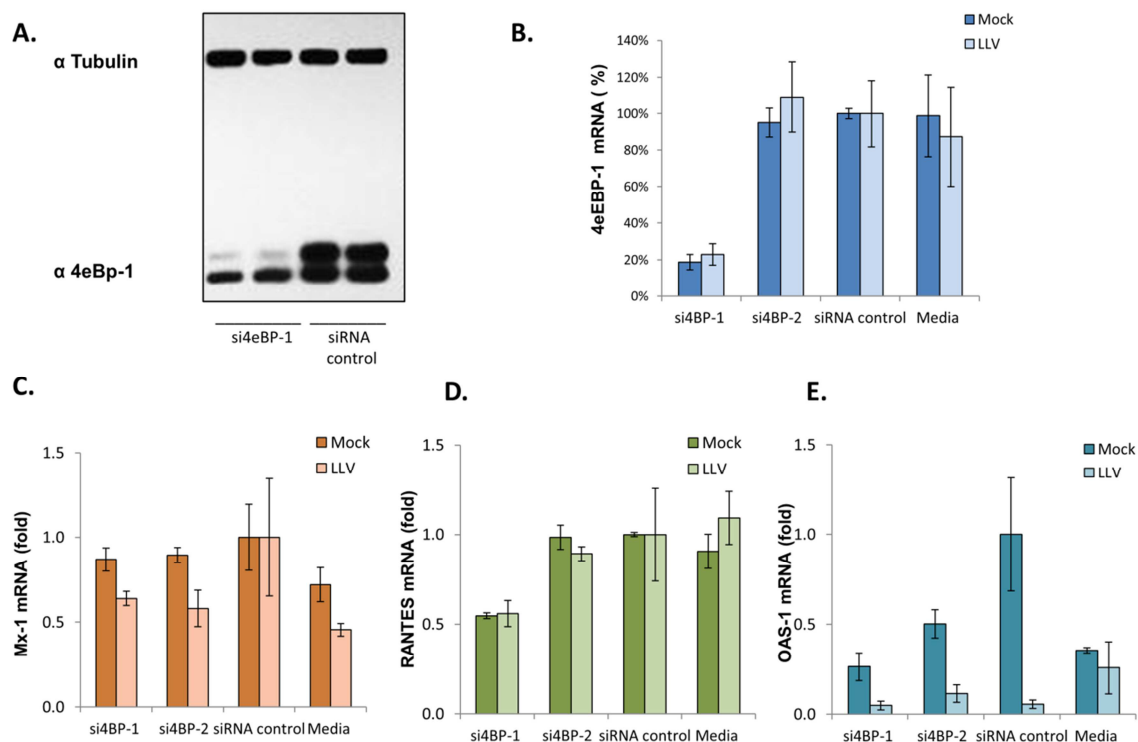 A.
α Tubulin
α 4eBp-1
si4eBP-1
siRNA
control
B.
Mock
LLV
4eEBP-1 mRNA ( %)
140%
120%
100%
80%
60%
40%
20%
0%
si4BP-1 si4BP-2 siRNA control Media
C.
Mock
LLV
Mx-1 mRNA (fold)
1.5
1.0
0.5
0.0
si4BP-1 si4BP-2 siRNA control Media
D.
Mock
LLV
RANTES mRNA (fold)
1.5
1.0
0.5
0.0
si4BP-1 si4BP-2 siRNA control Media
E.
Mock
LLV
OAS-1 mRNA (fold)
1.5
1.0
0.5
0.0
si4BP-1 si4BP-2 siRNA control Media